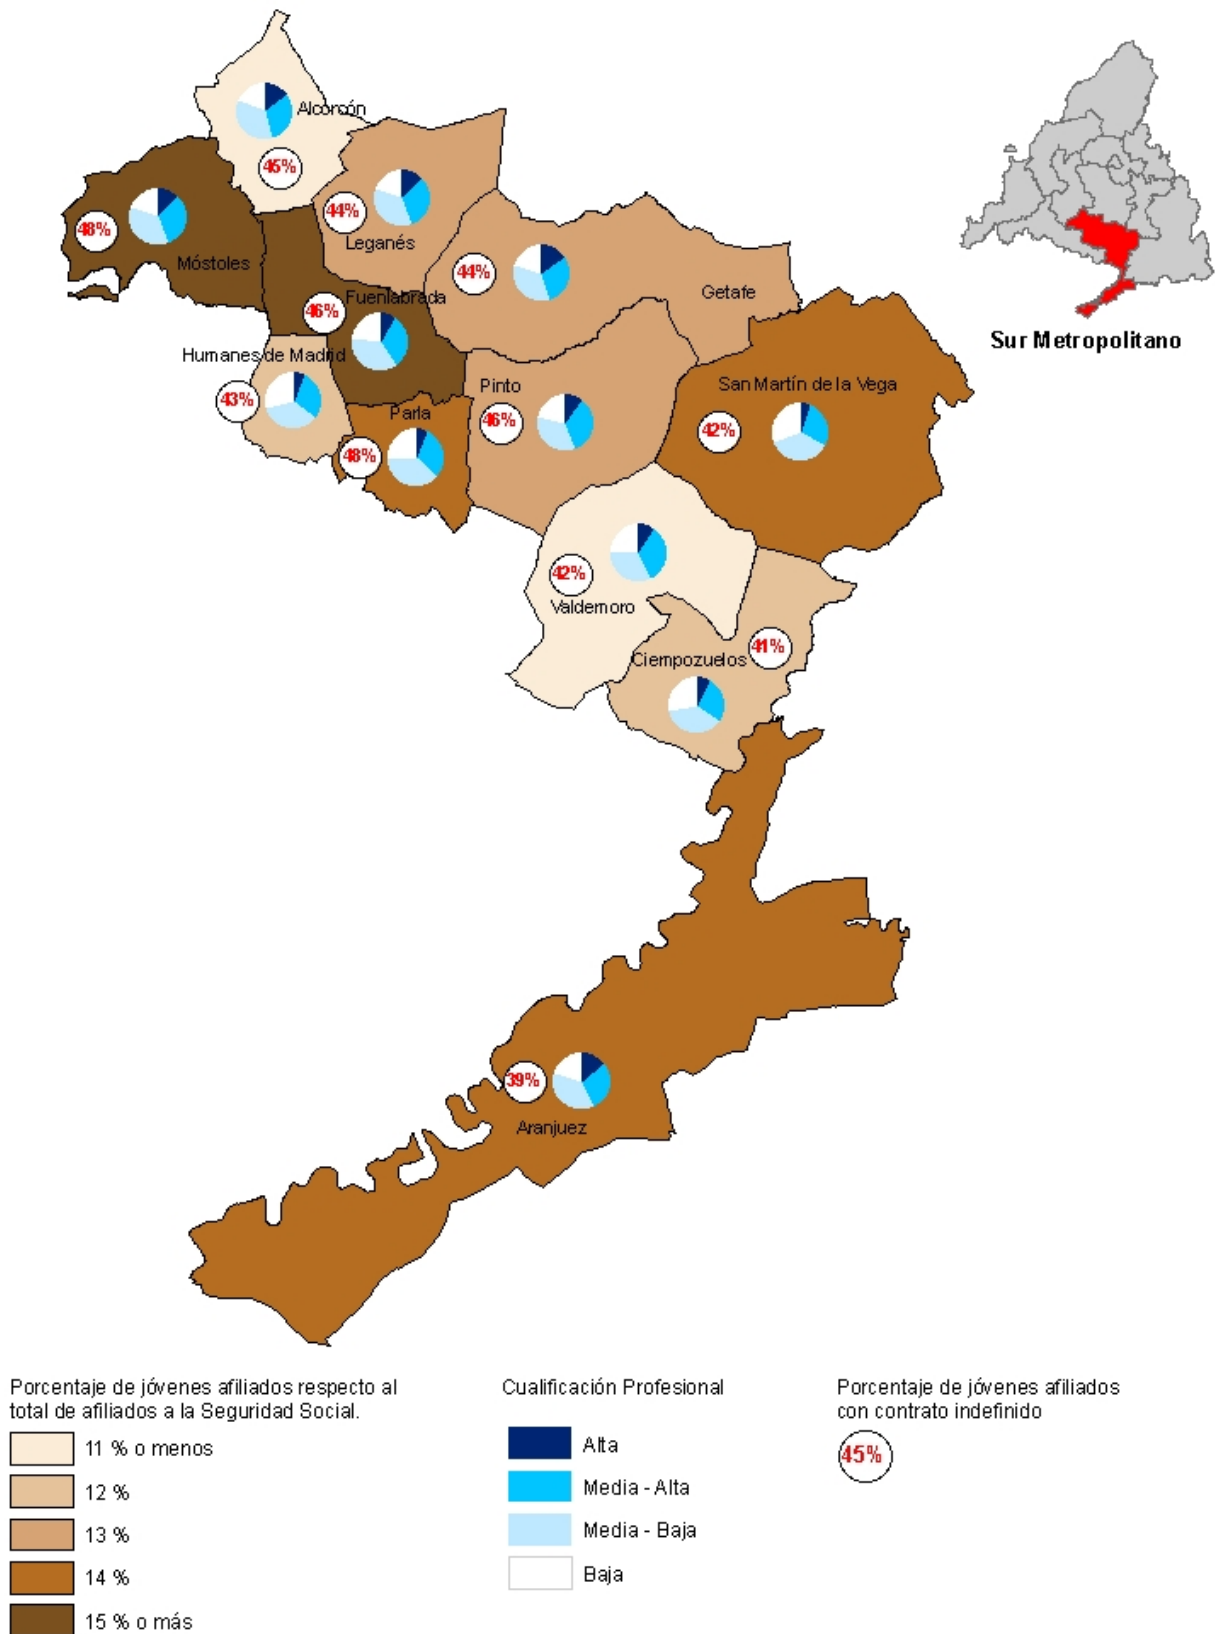 Alcorcón
45%
48%
Móstoles
44%
Leganés
44%
Getafe
46%
Fuenlabrada
Humanes de Madrid
43%
Parla
48%
Pinto
46%
San Martín de la Vega
42%
42%
Valdemoro
Ciempozuelos
41%
39%
Aranjuez
Sur Metropolitano
Porcentaje de jóvenes afiliados respecto al
total de afiliados a la Seguridad Social.
11 % o menos
12 %
13 %
14 %
15 % o más
Cualificación Profesional
Alta
Media - Alta
Media - Baja
Baja
Porcentaje de jóvenes afiliados
con contrato indefinido
45%